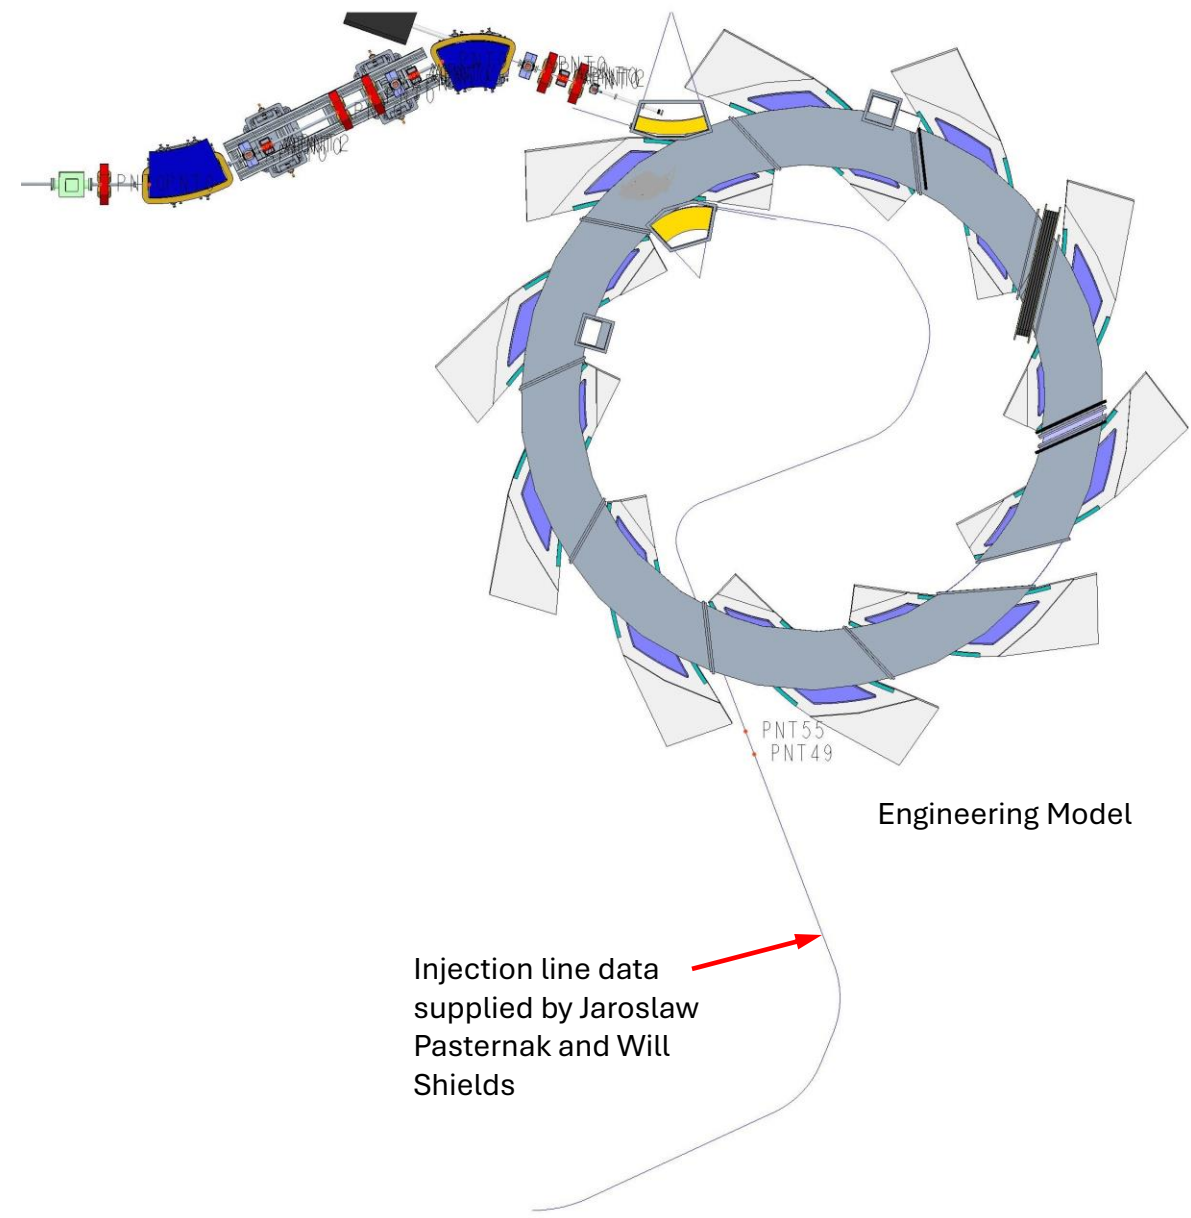 PNT55
PNT49
Engineering Model
Injection line data
supplied by Jaroslaw
Pasternak and Will
Shields